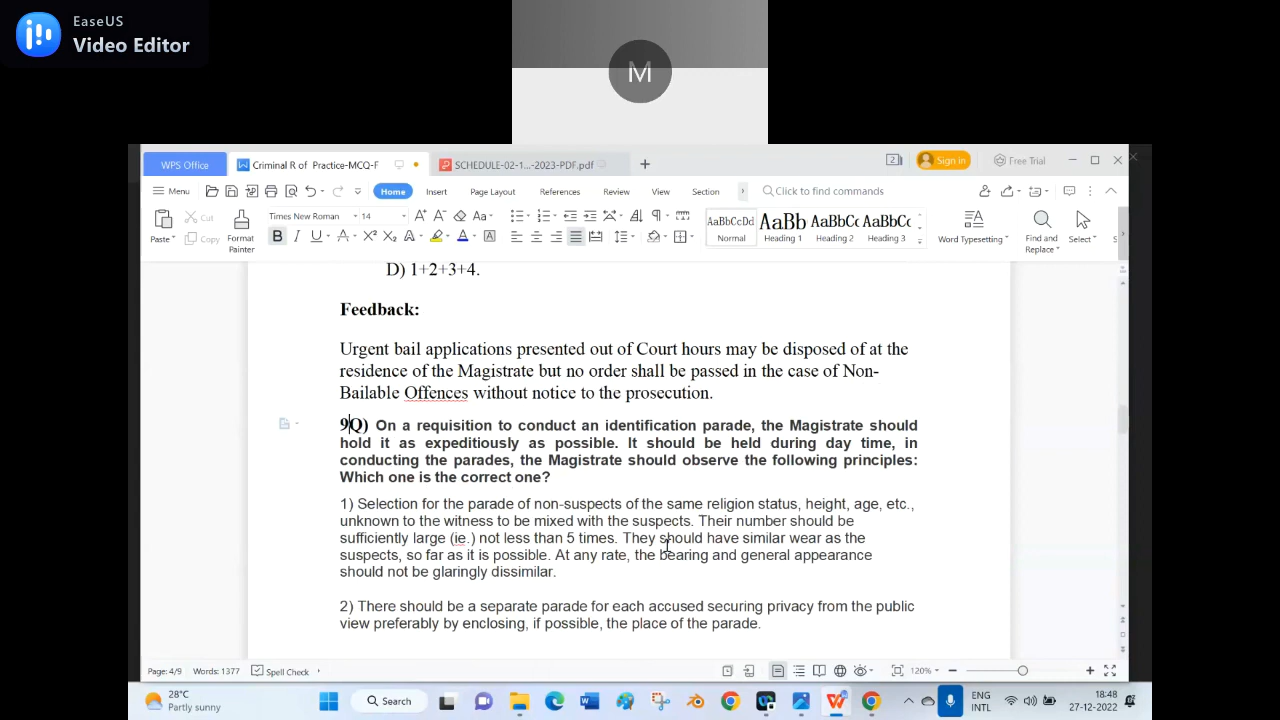 EaseUS
Video Editor
M
WPS Office
Criminal R of Practice-MCQ-F
SCHEDULE-02-1...-2023-PDF.pdf
2
Sign in
Free Trial
Menu
Home
Insert
Page Layout
References
Review
View
Section
Click to find commands
Paste
Cut
Copy
Format
Painter
Times New Roman
14
AaBbCcDd
Normal
AaBb
Heading 1
AaBbCc
Heading 2
AaBbCc
Heading 3
Word Typesetting
Find and
Replace
Select
D) 1+2+3+4.
Feedback:
Urgent bail applications presented out of Court hours may be disposed of at the
residence of the Magistrate but no order shall be passed in the case of Non-
Bailable Offences without notice to the prosecution.
9Q) On a requisition to conduct an identification parade, the Magistrate should
hold it as expeditiously as possible. It should be held during day time, in
conducting the parades, the Magistrate should observe the following principles:
Which one is the correct one?
1) Selection for the parade of non-suspects of the same religion status, height, age, etc.,
unknown to the witness to be mixed with the suspects. Their number should be
sufficiently large (ie.) not less than 5 times. They should have similar wear as the
suspects, so far as it is possible. At any rate, the bearing and general appearance
should not be glaringly dissimilar.
2) There should be a separate parade for each accused securing privacy from the public
view preferably by enclosing, if possible, the place of the parade.
Page: 4/9
Words: 1377
Spell Check
120%
28°C
Partly sunny
Search
ENG
INTL
18:48
27-12-2022